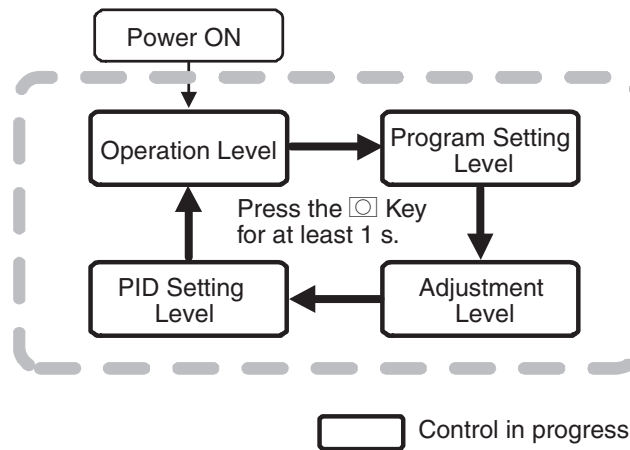 Power ON
Operation Level
Program Setting
Level
Press the Key
for at least 1 s.
PID Setting
Level
Adjustment
Level
Control in progress